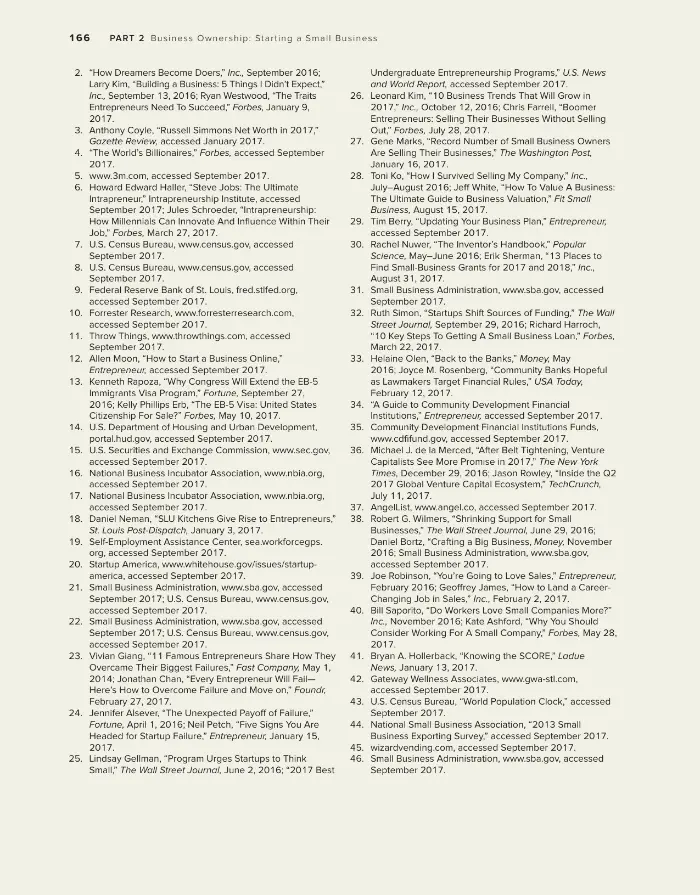 166 PART 2 Business Ownership: Starting a Small Business
2. “How Dreamers Become Doers,” Inc., September 2016;
Larry Kim, “Building a Business: 5 Things I Didn’t Expect,”
Inc., September 13, 2016; Ryan Westwood, “The Traits
Entrepreneurs Need To Succeed,” Forbes, January 9,
2017.
3. Anthony Coyle, “Russell Simmons Net Worth in 2017,”
Gazette Review, accessed January 2017.
4. “The World’s Billionaires,” Forbes, accessed September
2017.
5. www.3m.com, accessed September 2017.
6. Howard Edward Haller, “Steve Jobs: The Ultimate
Intrapreneur,” Intrapreneurship Institute, accessed
September 2017; Jules Schroeder, “Intrapreneurship:
How Millennials Can Innovate And Influence Within Their
Job,” Forbes, March 27, 2017.
7. U.S. Census Bureau, www.census.gov, accessed
September 2017.
8. U.S. Census Bureau, www.census.gov, accessed
September 2017.
9. Federal Reserve Bank of St. Louis, fred.stlfed.org,
accessed September 2017.
10. Forrester Research, www.forresterresearch.com,
accessed September 2017.
11. Throw Things, www.throwthings.com, accessed
September 2017.
12. Allen Moon, “How to Start a Business Online,”
Entrepreneur, accessed September 2017.
13. Kenneth Rapoza, “Why Congress Will Extend the EB-5
Immigrants Visa Program,” Fortune, September 27,
2016; Kelly Phillips Erb, “The EB-5 Visa: United States
Citizenship For Sale?” Forbes, May 10, 2017.
14. U.S. Department of Housing and Urban Development,
portal.hud.gov, accessed September 2017.
15. U.S. Securities and Exchange Commission, www.sec.gov,
accessed September 2017.
16. National Business Incubator Association, www.nbia.org,
accessed September 2017.
17. National Business Incubator Association, www.nbia.org,
accessed September 2017.
18. Daniel Neman, “SLU Kitchens Give Rise to Entrepreneurs,”
St. Louis Post-Dispatch, January 3, 2017.
19. Self-Employment Assistance Center, sea.workforcegps.
org, accessed September 2017.
20. Startup America, www.whitehouse.gov/issues/startup-
america, accessed September 2017.
21. Small Business Administration, www.sba.gov, accessed
September 2017; U.S. Census Bureau, www.census.gov,
accessed September 2017.
22. Small Business Administration, www.sba.gov, accessed
September 2017; U.S. Census Bureau, www.census.gov,
accessed September 2017.
23. Vivian Giang, “11 Famous Entrepreneurs Share How They
Overcame Their Biggest Failures,” Fast Company, May 1,
2014; Jonathan Chan, “Every Entrepreneur Will Fail—
Here’s How to Overcome Failure and Move on,” Foundr,
February 27, 2017.
24. Jennifer Alsever, “The Unexpected Payoff of Failure,”
Fortune, April 1, 2016; Neil Petch, “Five Signs You Are
Headed for Startup Failure,” Entrepreneur, January 15,
2017.
25. Lindsay Gellman, “Program Urges Startups to Think
Small,” The Wall Street Journal, June 2, 2016; “2017 Best
Undergraduate Entrepreneurship Programs,” U.S. News
and World Report, accessed September 2017.
26. Leonard Kim, “10 Business Trends That Will Grow in
2017,” Inc., October 12, 2016; Chris Farrell, “Boomer
Entrepreneurs: Selling Their Businesses Without Selling
Out,” Forbes, July 28, 2017.
27. Gene Marks, “Record Number of Small Business Owners
Are Selling Their Businesses,” The Washington Post,
January 16, 2017.
28. Toni Ko, “How I Survived Selling My Company,” Inc.,
July–August 2016; Jeff White, “How To Value A Business:
The Ultimate Guide to Business Valuation,” Fit Small
Business, August 15, 2017.
29. Tim Berry, “Updating Your Business Plan,” Entrepreneur,
accessed September 2017.
30. Rachel Nuwer, “The Inventor’s Handbook,” Popular
Science, May–June 2016; Erik Sherman, “13 Places to
Find Small-Business Grants for 2017 and 2018,” Inc.,
August 31, 2017.
31. Small Business Administration, www.sba.gov, accessed
September 2017.
32. Ruth Simon, “Startups Shift Sources of Funding,” The Wall
Street Journal, September 29, 2016; Richard Harroch,
“10 Key Steps To Getting A Small Business Loan,” Forbes,
March 22, 2017.
33. Helaine Olen, “Back to the Banks,” Money, May
2016; Joyce M. Rosenberg, “Community Banks Hopeful
as Lawmakers Target Financial Rules,” USA Today,
February 12, 2017.
34. “A Guide to Community Development Financial
Institutions,” Entrepreneur, accessed September 2017.
35. Community Development Financial Institutions Funds,
www.cdfifund.gov, accessed September 2017.
36. Michael J. de la Merced, “After Belt Tightening, Venture
Capitalists See More Promise in 2017,” The New York
Times, December 29, 2016; Jason Rowley, “Inside the Q2
2017 Global Venture Capital Ecosystem,” TechCrunch,
July 11, 2017.
37. AngelList, www.angel.co, accessed September 2017.
38. Robert G. Wilmers, “Shrinking Support for Small
Businesses,” The Wall Street Journal, June 29, 2016;
Daniel Bortz, “Crafting a Big Business, Money, November
2016; Small Business Administration, www.sba.gov,
accessed September 2017.
39. Joe Robinson, “You’re Going to Love Sales,” Entrepreneur,
February 2016; Geoffrey James, “How to Land a Career-
Changing Job in Sales,” Inc., February 2, 2017.
40. Bill Saporito, “Do Workers Love Small Companies More?”
Inc., November 2016; Kate Ashford, “Why You Should
Consider Working For A Small Company,” Forbes, May 28,
2017.
41. Bryan A. Hollerback, “Knowing the SCORE,” Ladue
News, January 13, 2017.
42. Gateway Wellness Associates, www.gwa-stl.com,
accessed September 2017.
43. U.S. Census Bureau, “World Population Clock,” accessed
September 2017.
44. National Small Business Association, “2013 Small
Business Exporting Survey,” accessed September 2017.
45. wizardvending.com, accessed September 2017.
46. Small Business Administration, www.sba.gov, accessed
September 2017.